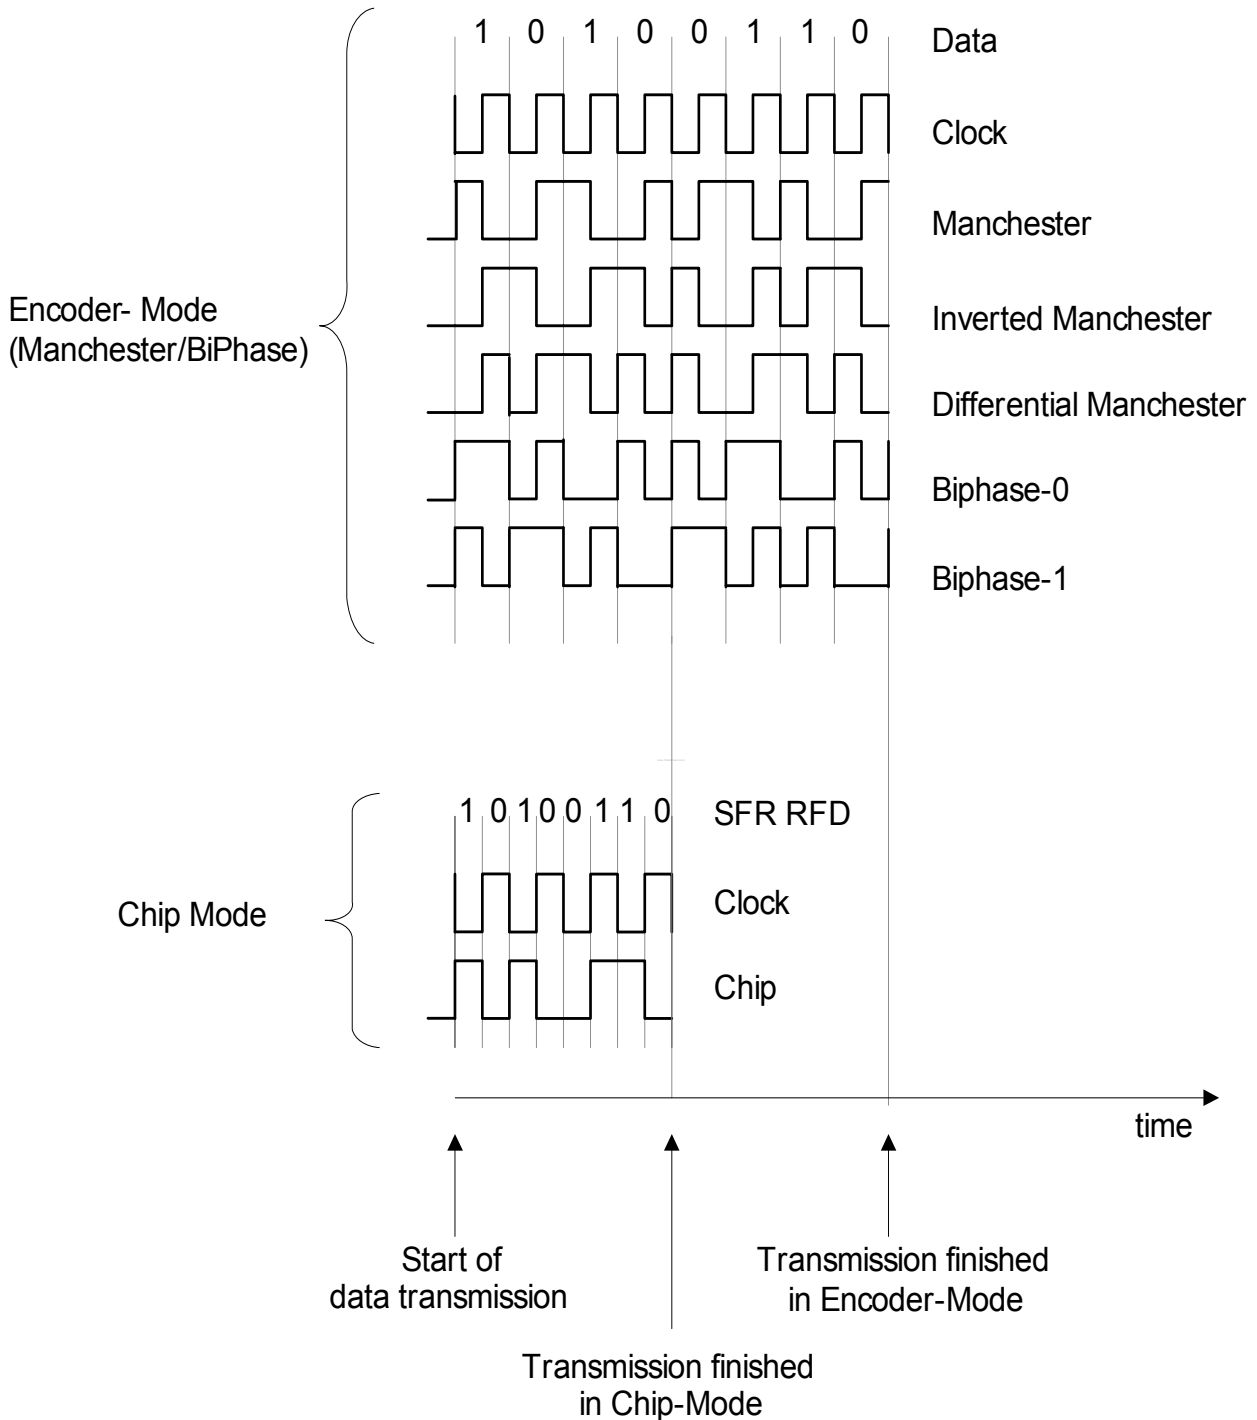 1 0 1 0 0 1 1 0 Data
Clock
Manchester
Inverted Manchester
Differential Manchester
Biphase-0
Biphase-1
Encoder- Mode
(Manchester/BiPhase)
1 0 1 0 0 1 1 0 SFR RFD
Clock
Chip
Chip Mode
time
Start of
data transmission
Transmission finished
in Encoder-Mode
Transmission finished
in Chip-Mode